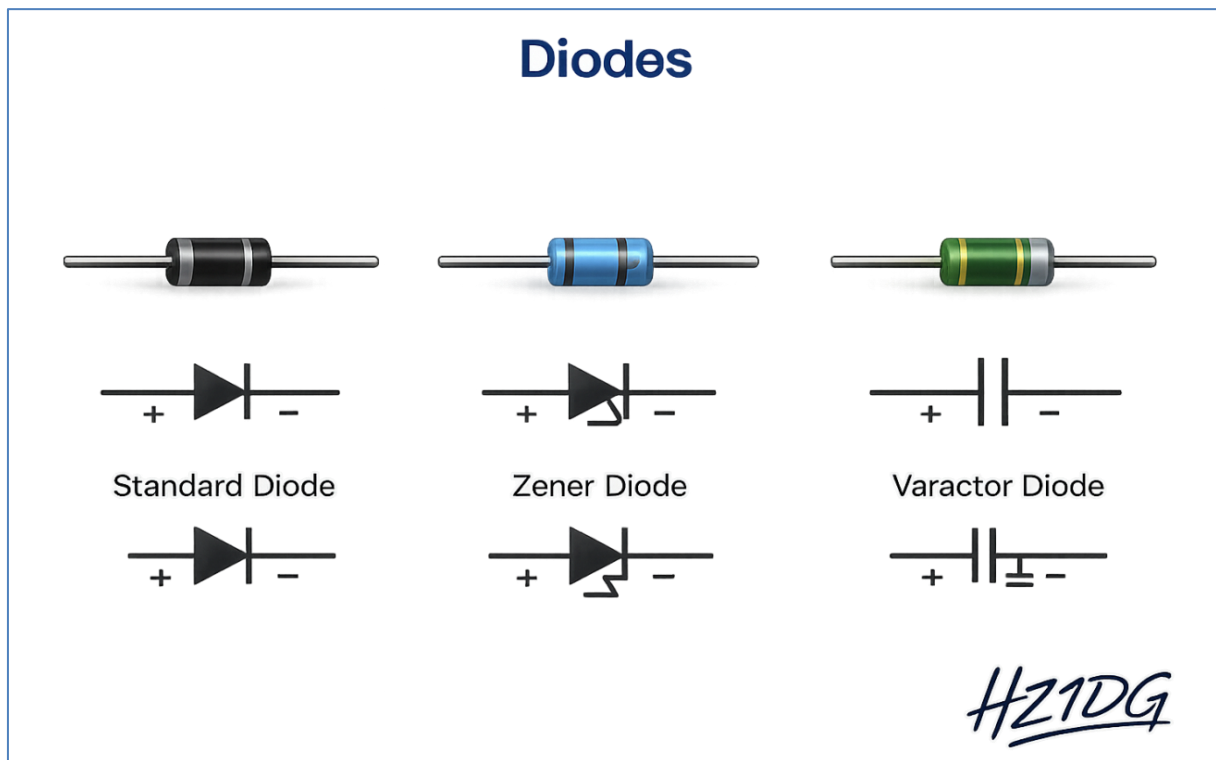 Diodes
+ − + − + −
Standard Diode Zener Diode Varactor Diode
+ − + − + −
HZ1DG